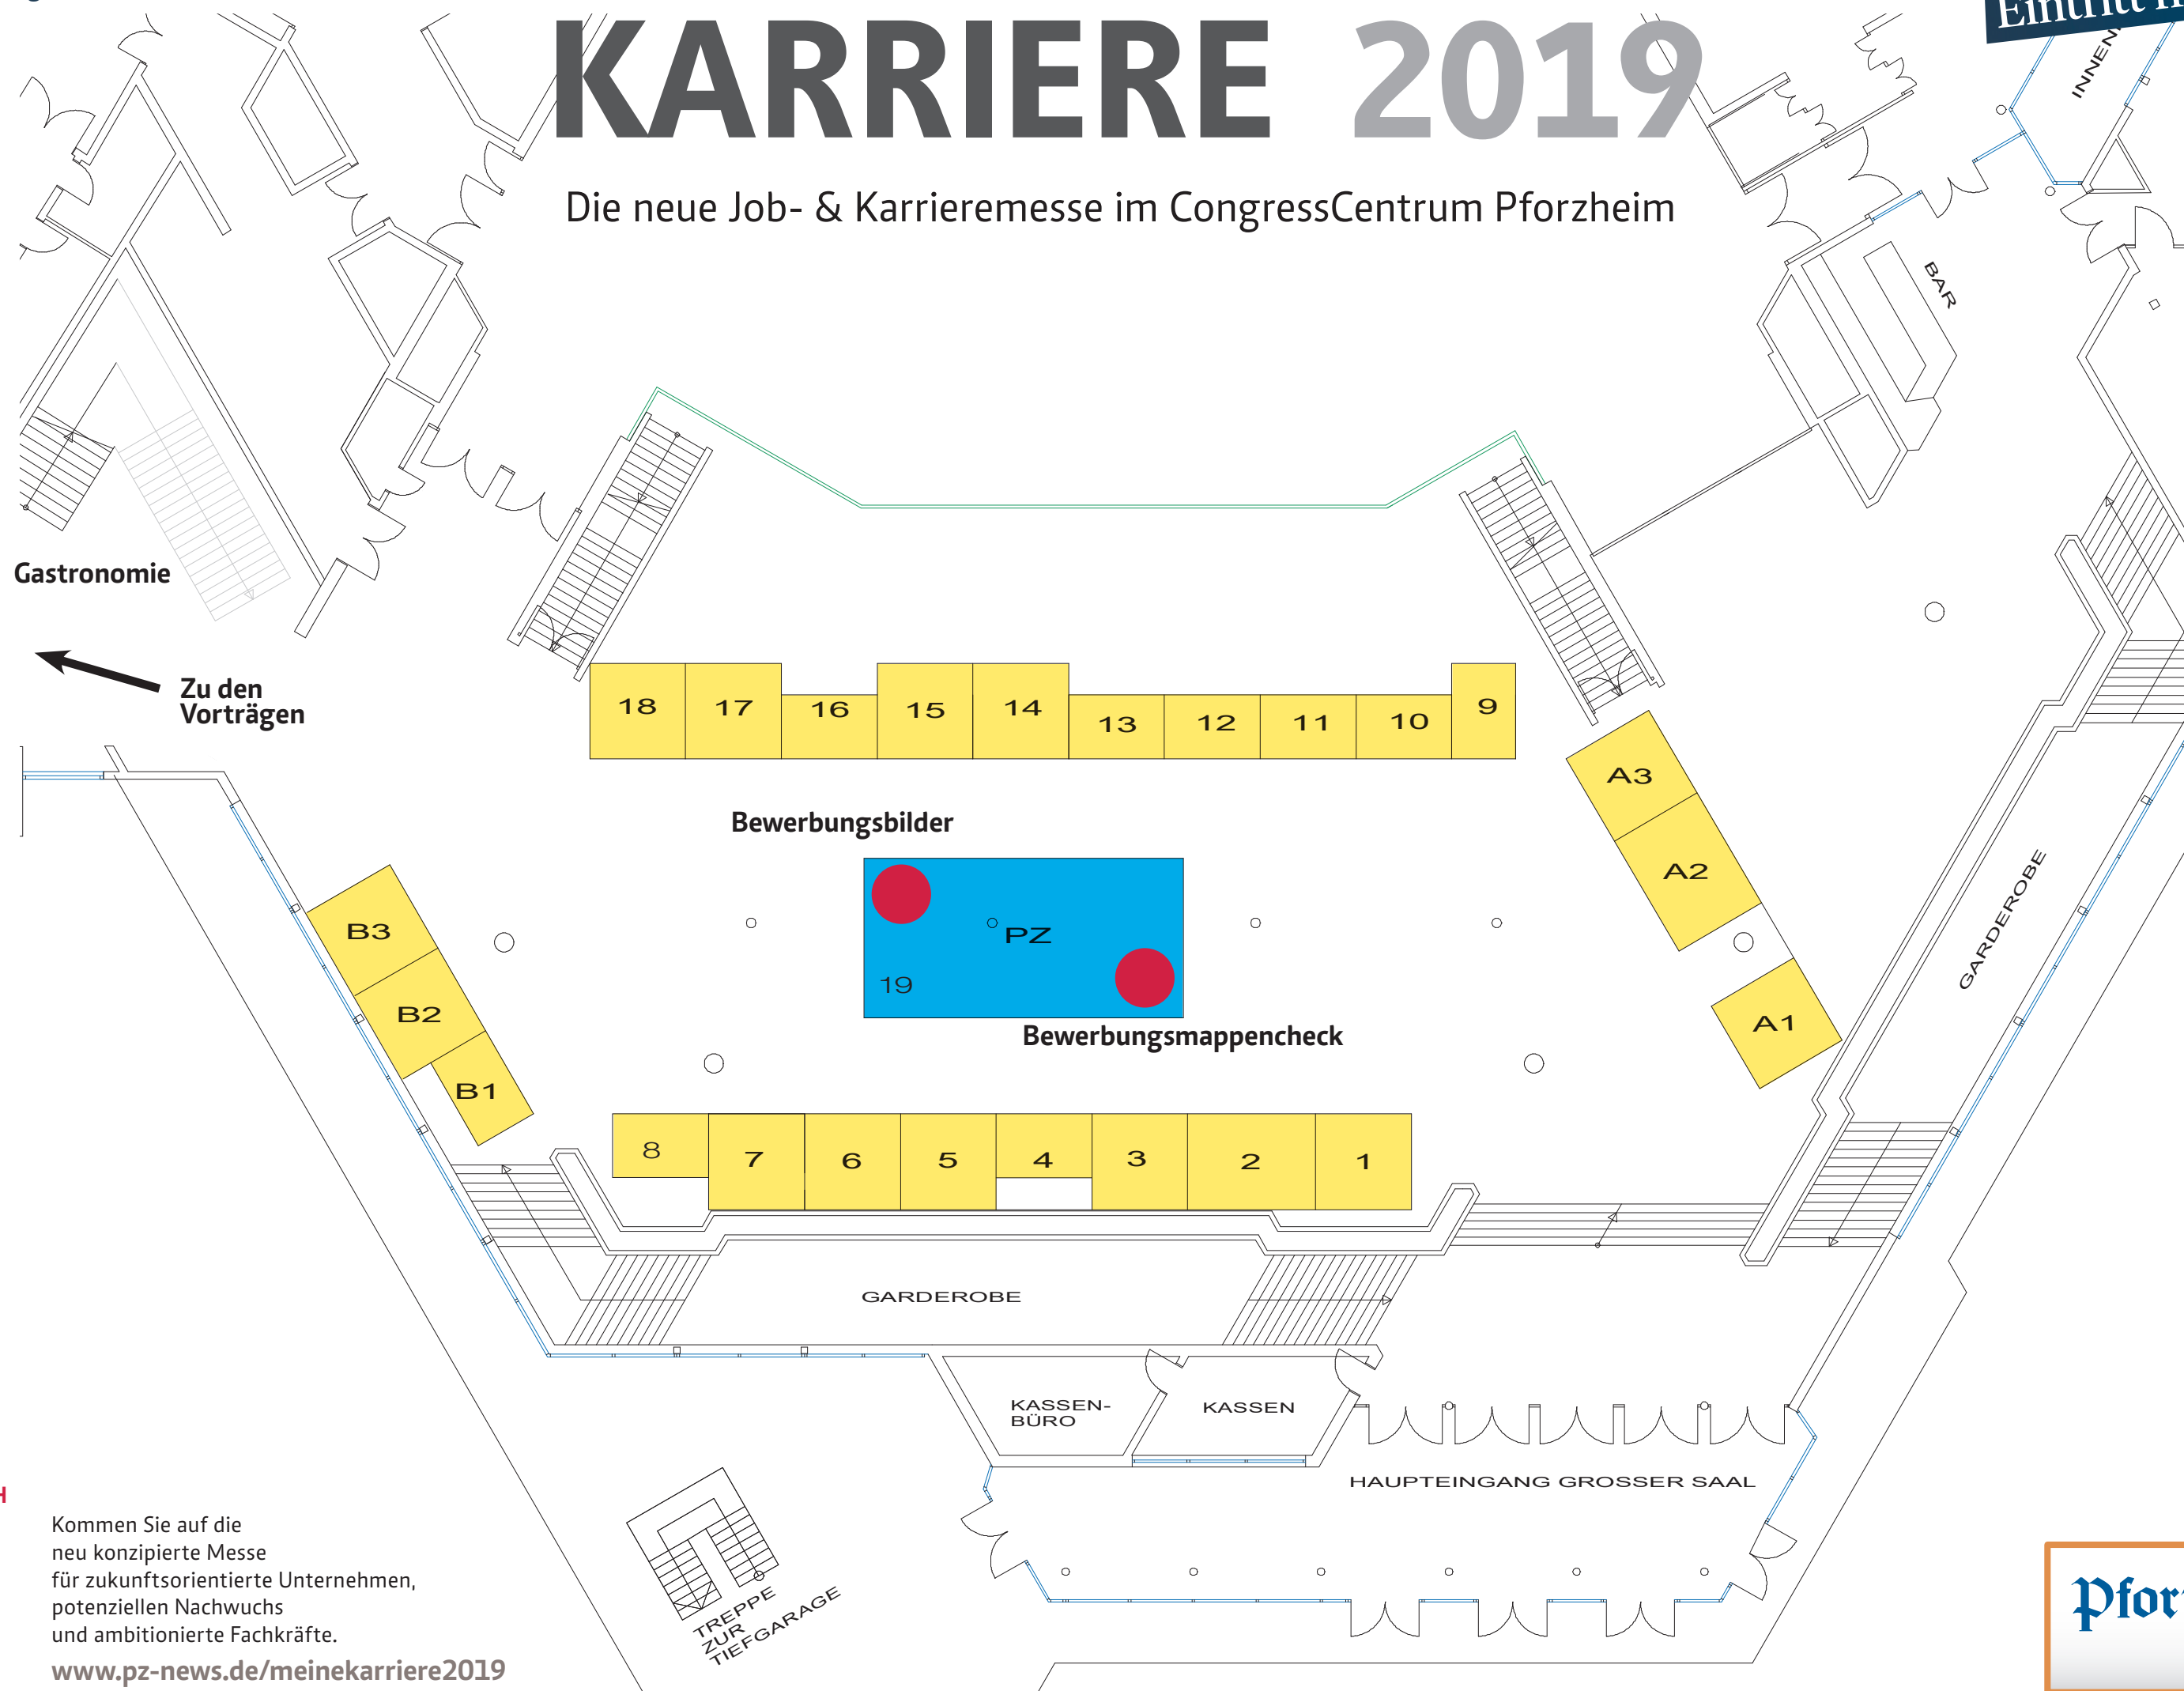 KARRIERE 2019
Die neue Job- & Karrieremesse im CongressCentrum Pforzheim
BAR
Gastronomie
Zu den
Vorträgen
18 17 16 15 14 13 12 11 10 9
A3
A2
A1
Bewerbungsbilder
PZ
19
Bewerbungsmappencheck
B3
B2
B1
8 7 6 5 4 3 2 1
GARDEROBE
GARDEROBE
KASSEN-
BÜRO
KASSEN
HAUPTEINGANG GROSSER SAAL
TREPPE
ZUR
TIEFGARAGE
Kommen Sie auf die
neu konzipierte Messe
für zukunftsorientierte Unternehmen,
potenziellen Nachwuchs
und ambitionierte Fachkräfte.
www.pz-news.de/meinekarriere2019